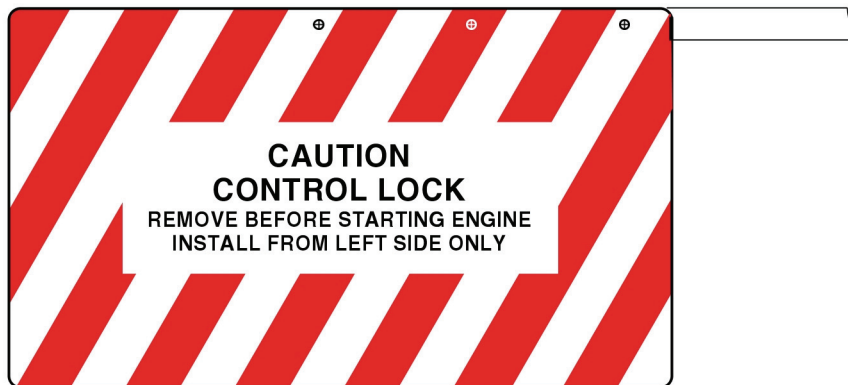 CAUTION
CONTROL LOCK
REMOVE BEFORE STARTING ENGINE
INSTALL FROM LEFT SIDE ONLY